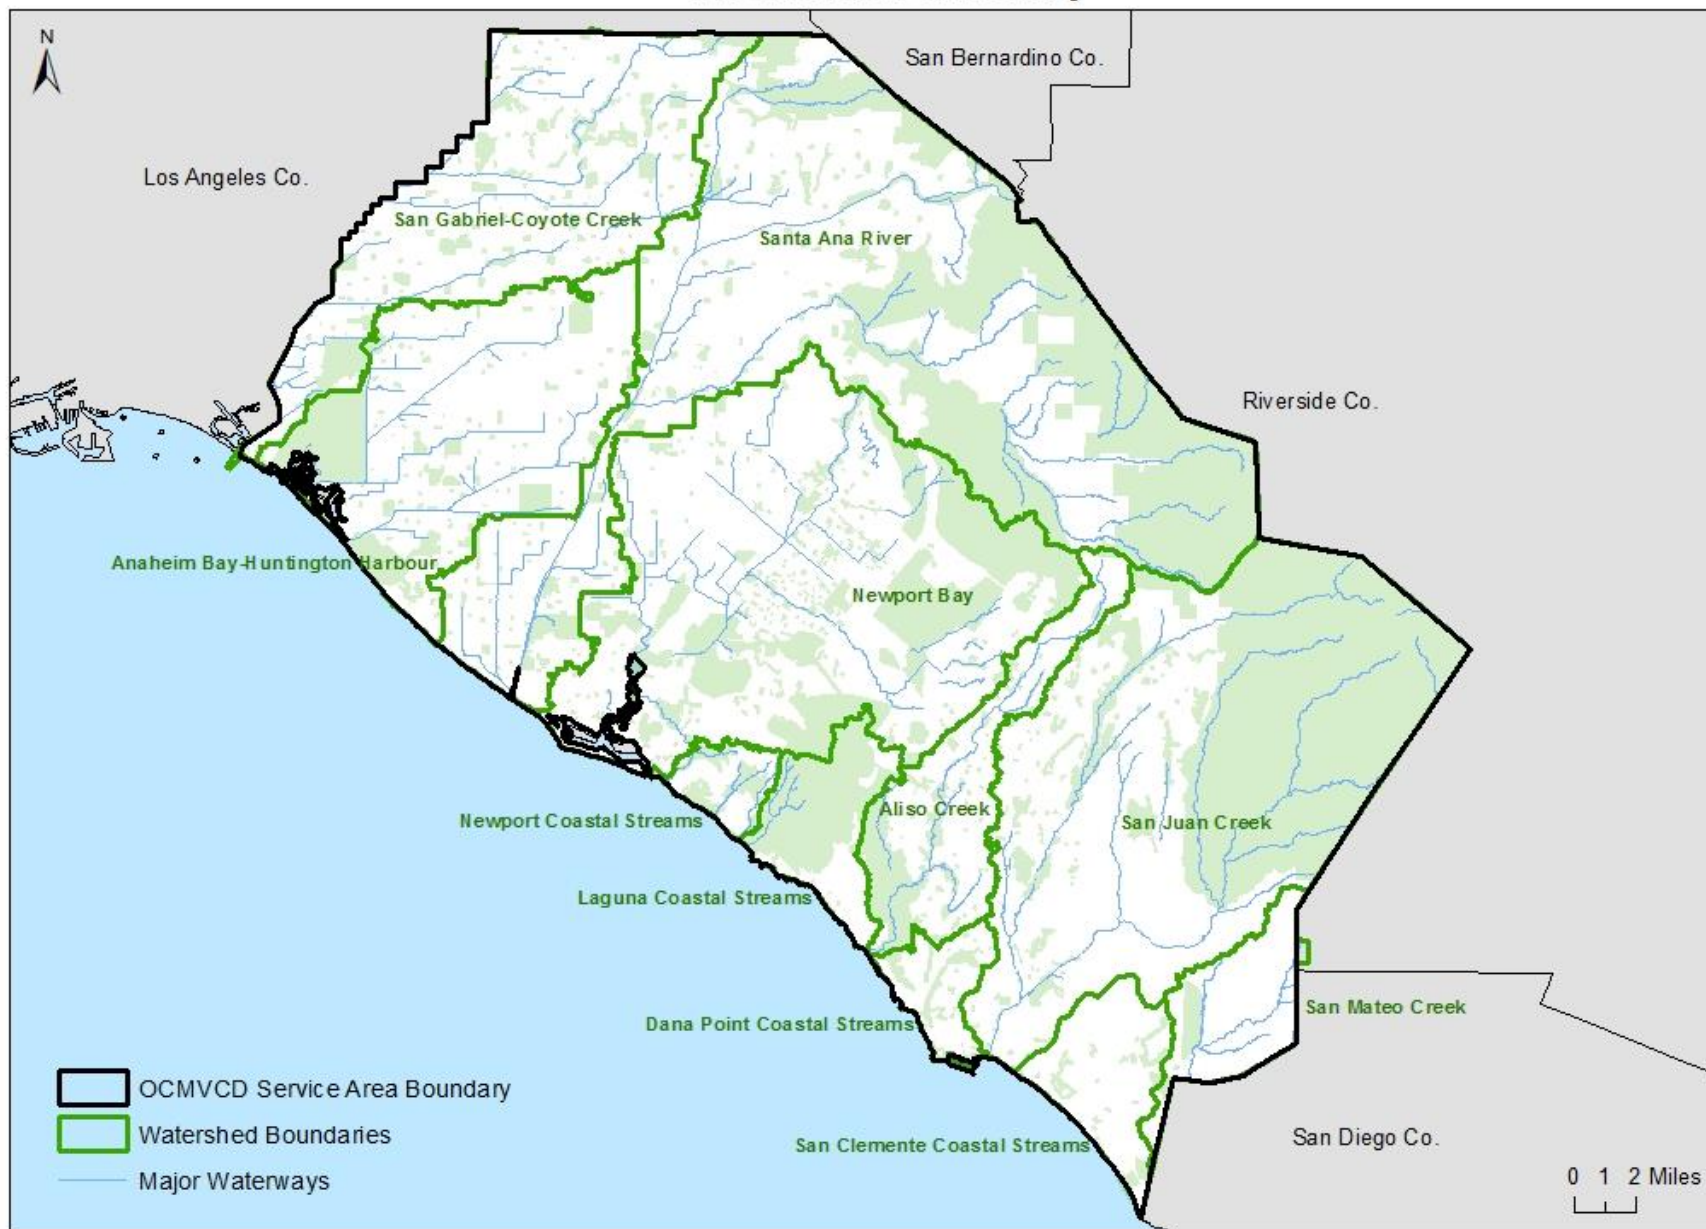 N
San Bernardino Co.
Los Angeles Co.
San Gabriel-Coyote Creek
Santa Ana River
Riverside Co.
Anaheim Bay-Huntington Harbour
Newport Bay
Newport Coastal Streams
Aliso Creek
San Juan Creek
Laguna Coastal Streams
San Mateo Creek
Dana Point Coastal Streams
OCMVCD Service Area Boundary
Watershed Boundaries
San Diego Co.
San Clemente Coastal Streams
Major Waterways
0 1 2 Miles